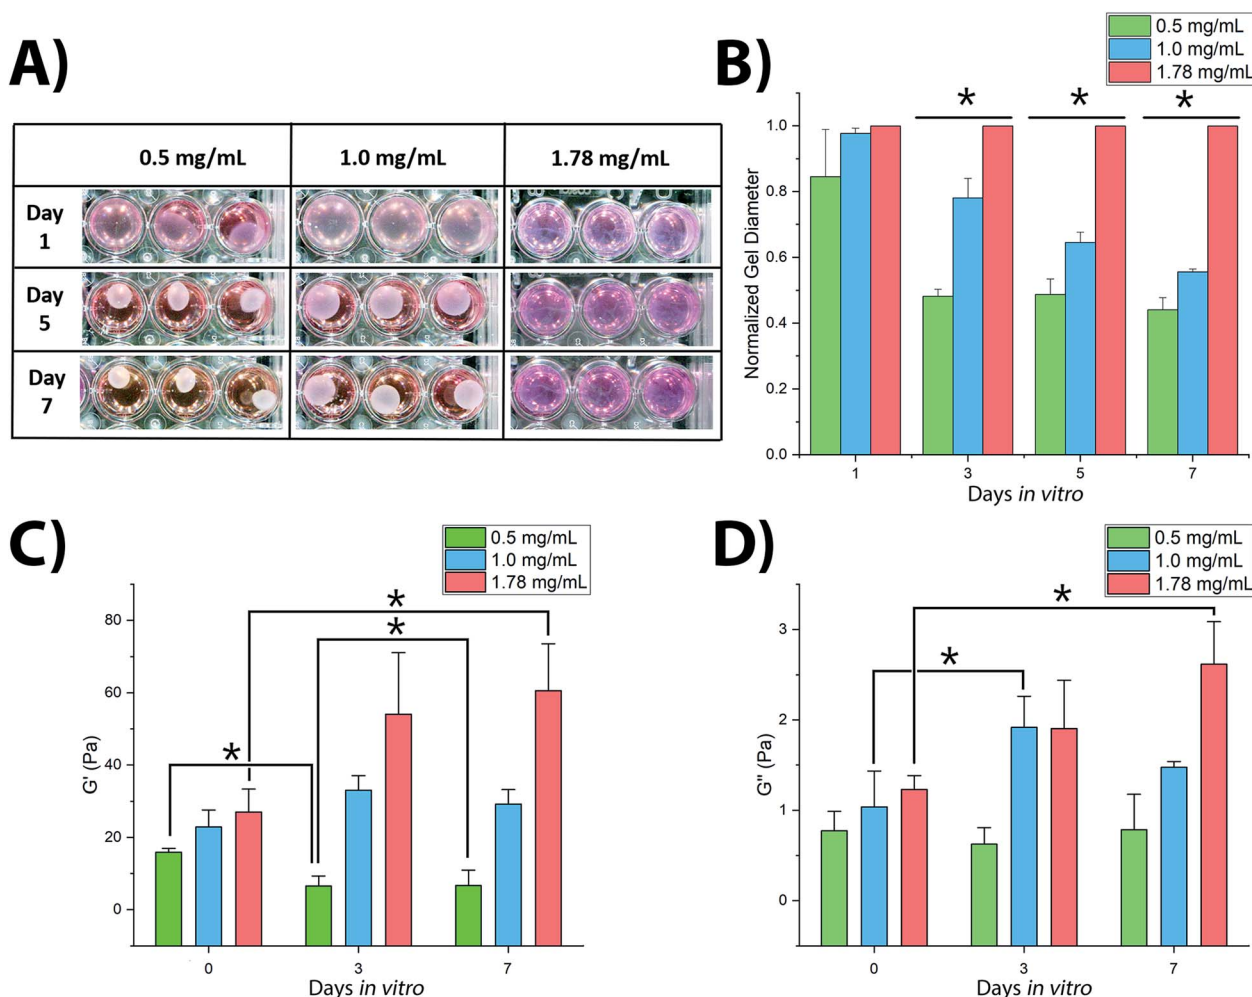 A)
0.5 mg/mL 1.0 mg/mL 1.78 mg/mL
Day
1
Day
5
Day
7
B)
0.5 mg/mL
1.0 mg/mL
1.78 mg/mL
* * *
Normalized Gel Diameter
1.0
0.8
0.6
0.4
0.2
0.0
1 3 5 7
Days in vitro
C)
0.5 mg/mL
1.0 mg/mL
1.78 mg/mL
*
*
*
G' (Pa)
80
60
40
20
0
0 3 7
Days in vitro
D)
0.5 mg/mL
1.0 mg/mL
1.78 mg/mL
*
*
G" (Pa)
3
2
1
0
0 3 7
Days in vitro